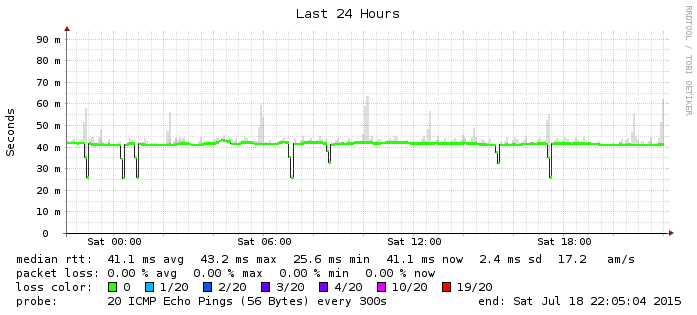 Last 24 Hours
RRDTOOL / TOBI OETIKER
Seconds
90 m
80 m
70 m
60 m
50 m
40 m
30 m
20 m
10 m
0
Sat 00:00 Sat 06:00 Sat 12:00 Sat 18:00
median rtt: 41.1 ms avg 43.2 ms max 25.6 ms min 41.1 ms now 2.4 ms sd 17.2 am/s
packet loss: 0.00 % avg 0.00 % max 0.00 % min 0.00 % now
loss color: 0 1/20 2/20 3/20 4/20 10/20 19/20
probe: 20 ICMP Echo Pings (56 Bytes) every 300s end: Sat Jul 18 22:05:04 2015